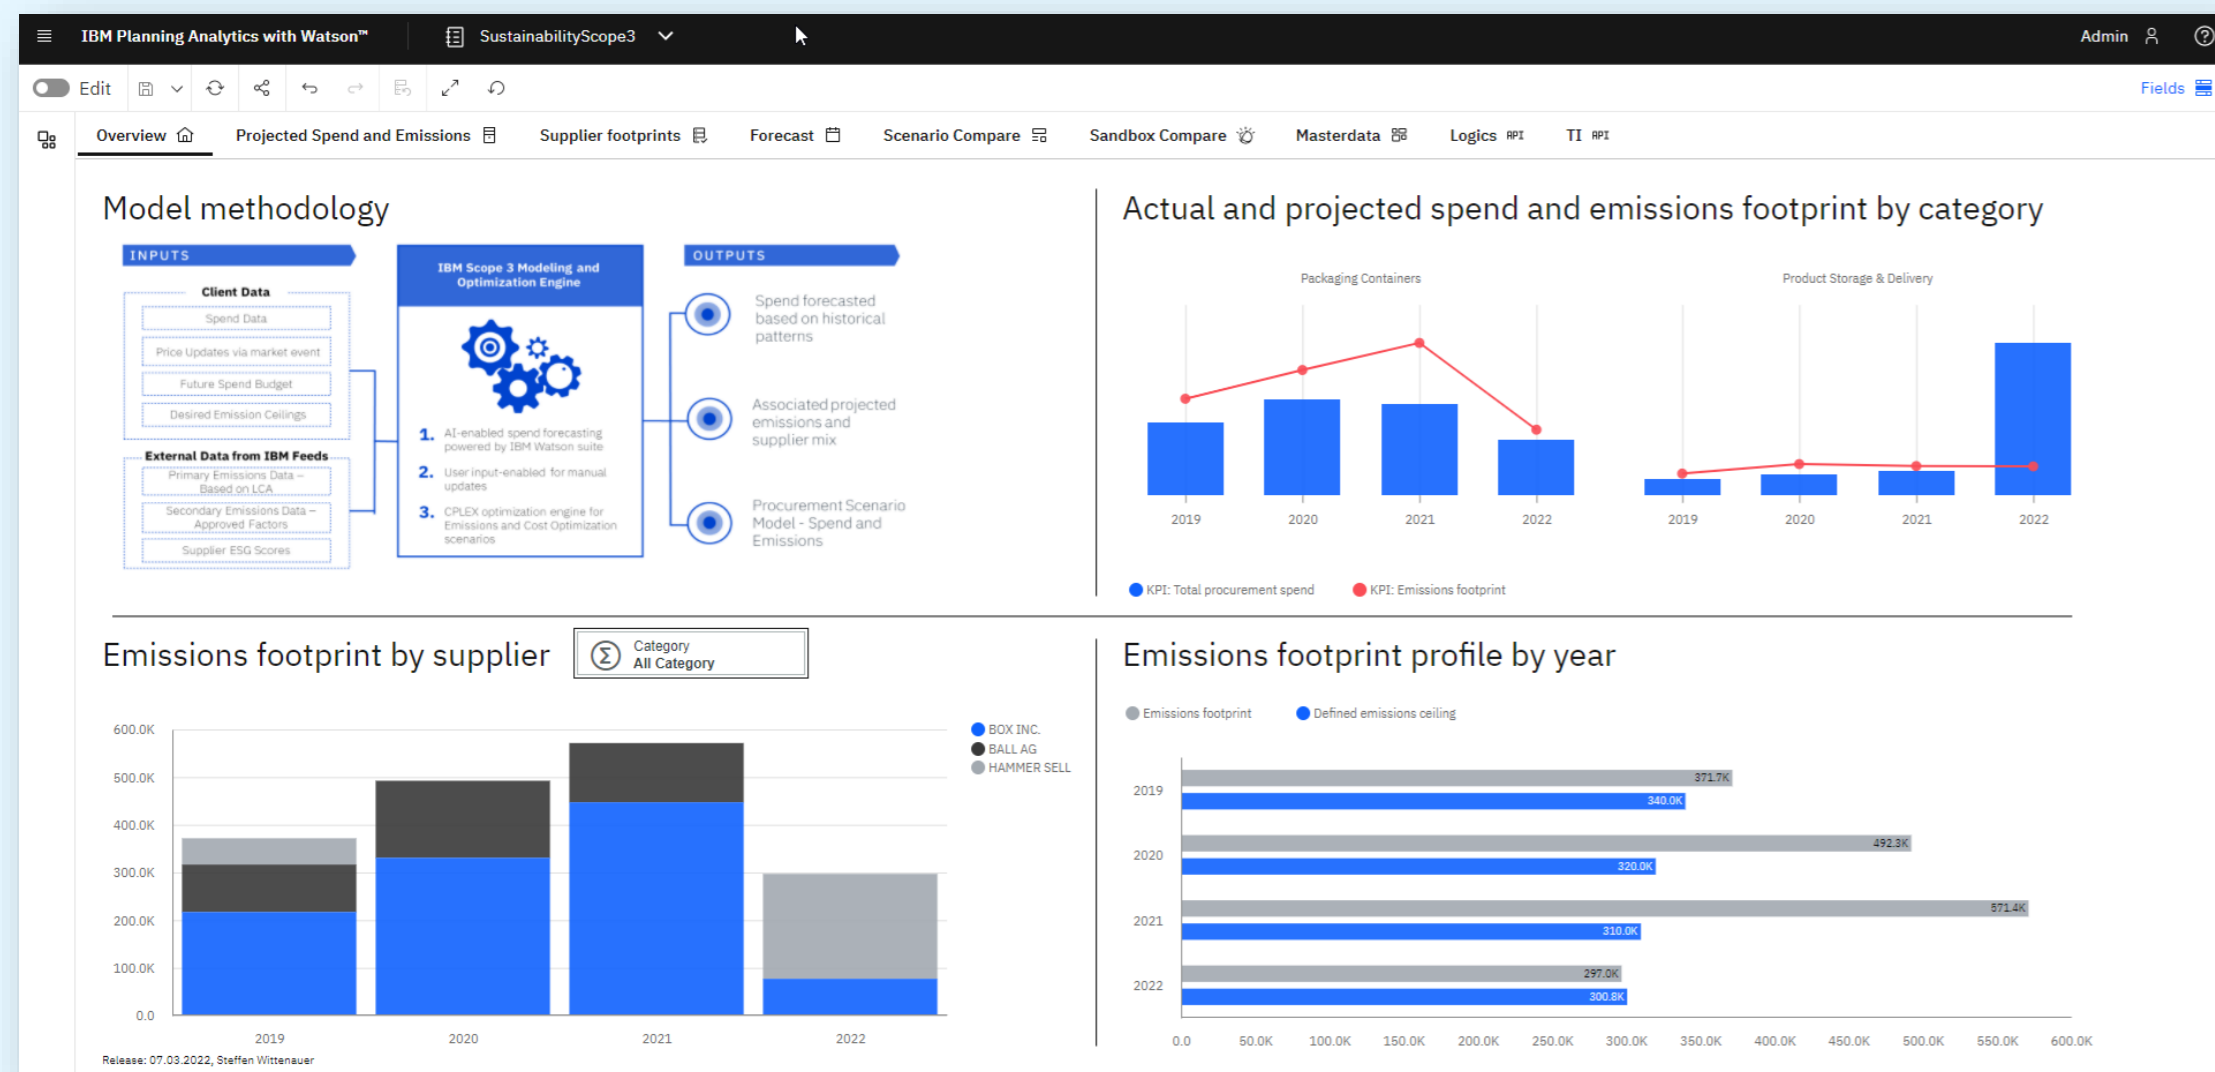 IBM Planning Analytics with Watson™
SustainabilityScope3
Admin
Edit
Fields
Overview
Projected Spend and Emissions
Supplier footprints
Forecast
Scenario Compare
Sandbox Compare
Masterdata
Logics API
TI API
Model methodology
INPUTS
Client Data
Spend Data
Price Updates via market event
Future Spend Budget
Desired Emission Ceilings
External Data from IBM Feeds
Primary Emissions Data –
Based on LCA
Secondary Emissions Data –
Approved Factors
Supplier ESG Scores
IBM Scope 3 Modeling and
Optimization Engine
1. AI-enabled spend forecasting
powered by IBM Watson suite
2. User input-enabled for manual
updates
3. CPLEX optimization engine for
Emissions and Cost Optimization
scenarios
OUTPUTS
Spend forecasted
based on historical
patterns
Associated projected
emissions and
supplier mix
Procurement Scenario
Model - Spend and
Emissions
Actual and projected spend and emissions footprint by category
Packaging Containers
Product Storage & Delivery
2019 2020 2021 2022 2019 2020 2021 2022
KPI: Total procurement spend
KPI: Emissions footprint
Emissions footprint by supplier
Category
All Category
600.0K
500.0K
400.0K
300.0K
200.0K
100.0K
0.0
2019 2020 2021 2022
BOX INC.
BALL AG
HAMMER SELL
Release: 07.03.2022, Steffen Wittenauer
Emissions footprint profile by year
Emissions footprint
Defined emissions ceiling
371.7K
2019
340.0K
492.3K
2020
320.0K
571.4K
2021
310.0K
297.0K
2022
300.8K
0.0 50.0K 100.0K 150.0K 200.0K 250.0K 300.0K 350.0K 400.0K 450.0K 500.0K 550.0K 600.0K